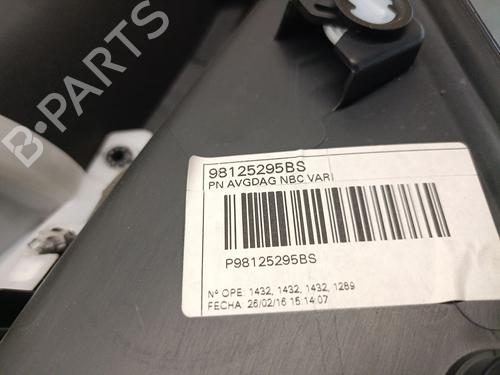 B-PARTS
98125295BS
PN AVGDAG NBC VARI
P98125295BS
Nº OPE: 1432, 1432, 1432, 1289
FECHA: 26/02/16 15:14:07